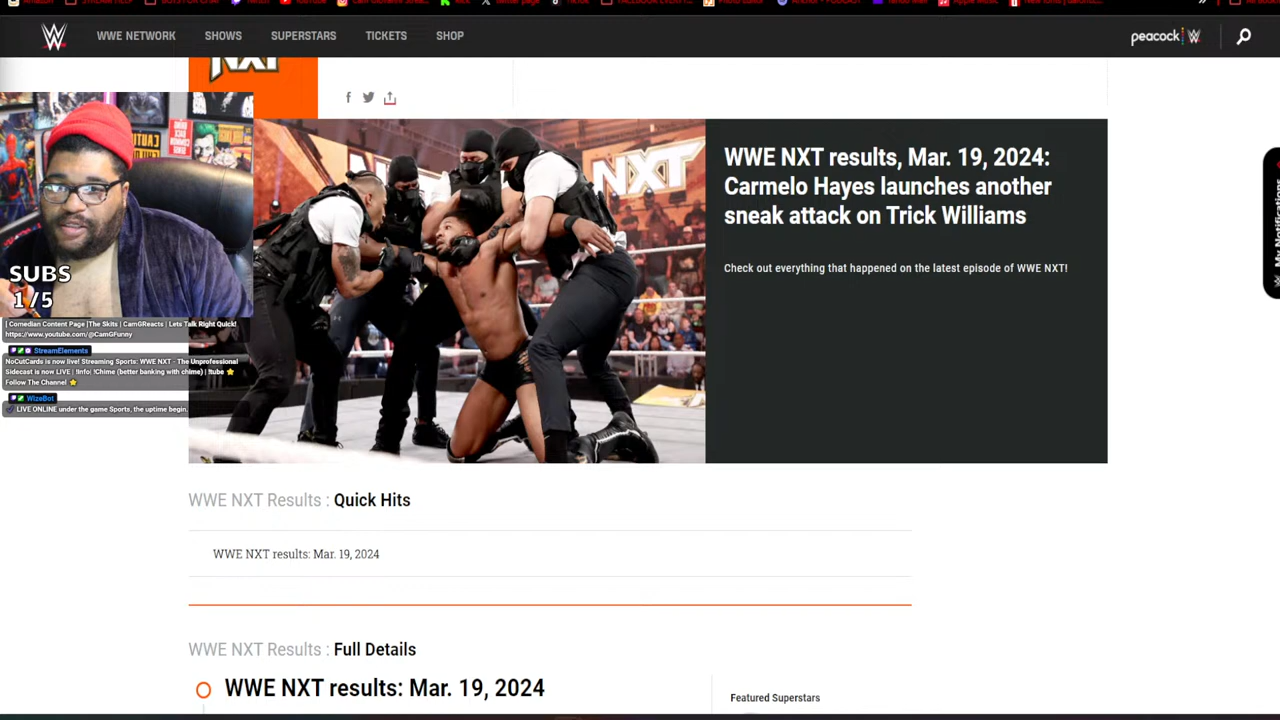 WWE NETWORK SHOWS SUPERSTARS TICKETS SHOP
peacock W
NXT
WWE NXT results, Mar. 19, 2024:
Carmelo Hayes launches another
sneak attack on Trick Williams
Check out everything that happened on the latest episode of WWE NXT!
NXT
SUBS
1/5
| Comedian Content Page |The Skits | CamGReacts | Lets Talk Right Quick!
https://www.youtube.com/@CamGFunny
StreamElements
NoCutCards is now live! Streaming Sports: WWE NXT - The Unprofessional
Sidecast is now LIVE | !Info| !Chime (better banking with chime) | !tube ⭐
Follow The Channel ⭐
WizeBot
LIVE ONLINE under the game Sports, the uptime begin.
My Notifications
WWE NXT Results : Quick Hits
WWE NXT results: Mar. 19, 2024
WWE NXT Results : Full Details
WWE NXT results: Mar. 19, 2024
Featured Superstars